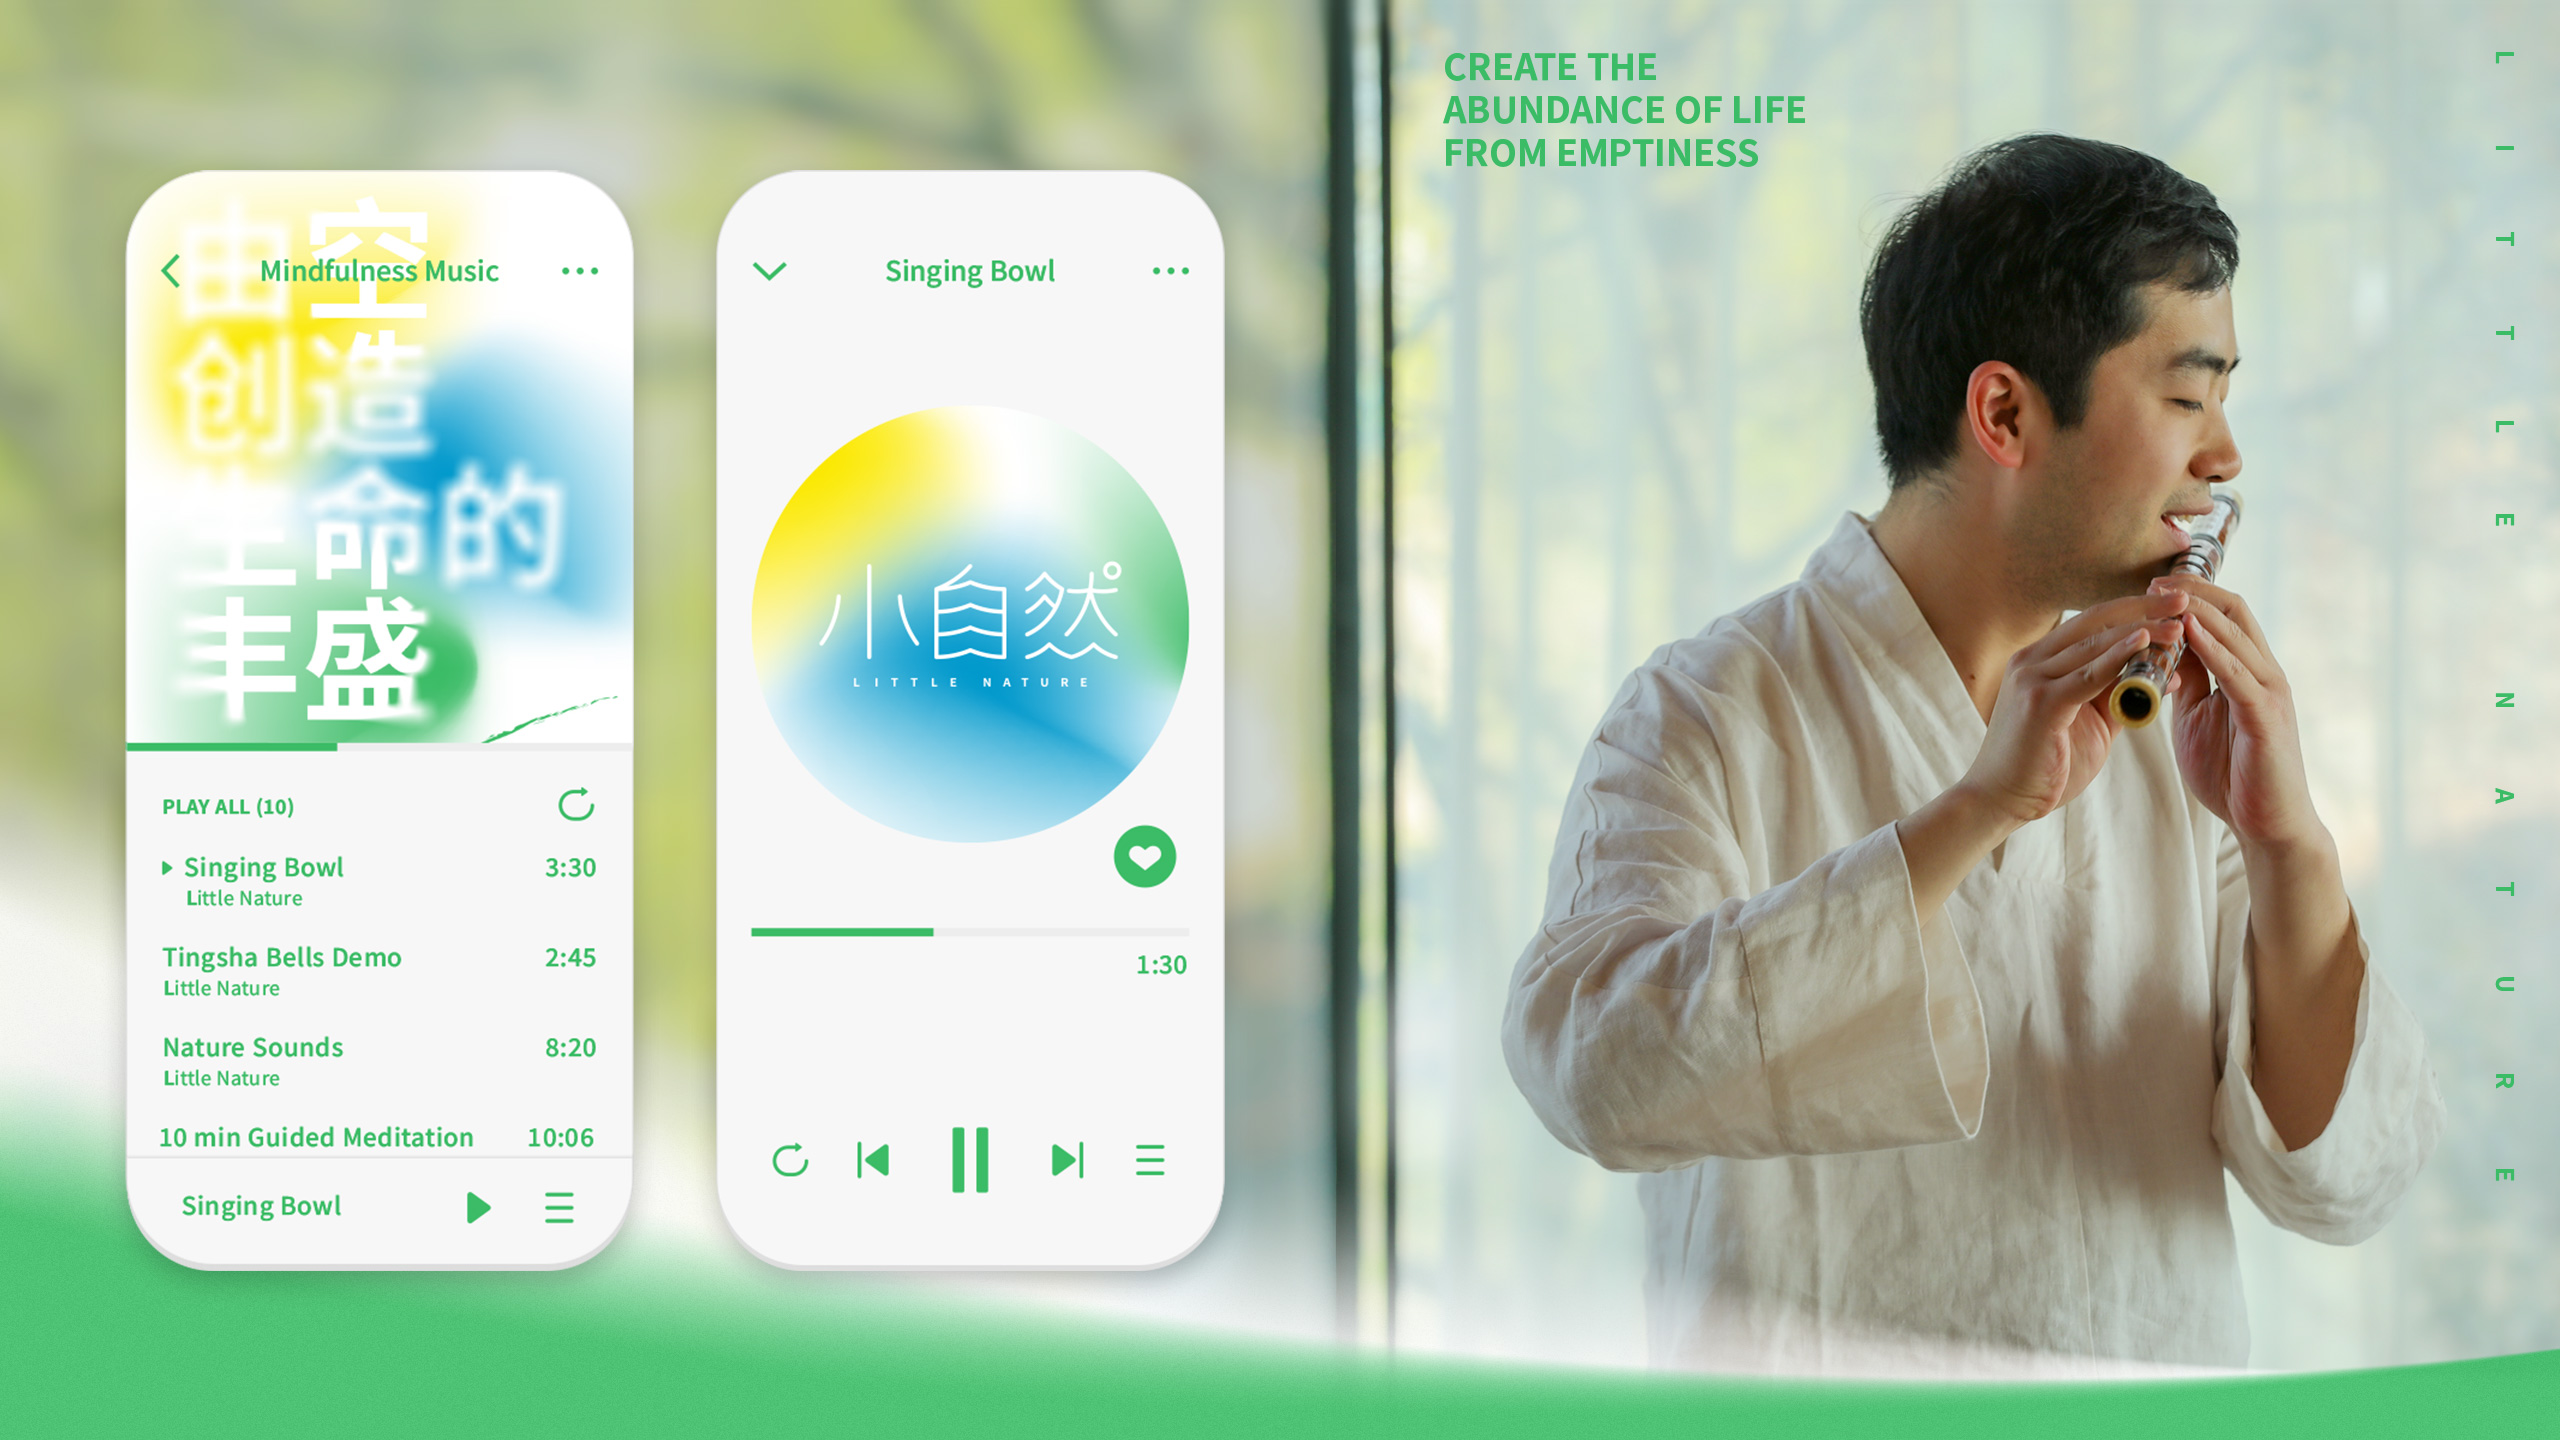 由空
创造
生命的
丰盛
Mindfulness Music
PLAY ALL (10)
Singing Bowl 3:30
Little Nature
Tingsha Bells Demo 2:45
Little Nature
Nature Sounds 8:20
Little Nature
10 min Guided Meditation 10:06
Singing Bowl
Singing Bowl
小自然
LITTLE NATURE
1:30
CREATE THE
ABUNDANCE OF LIFE
FROM EMPTINESS
LITTLE NATURE